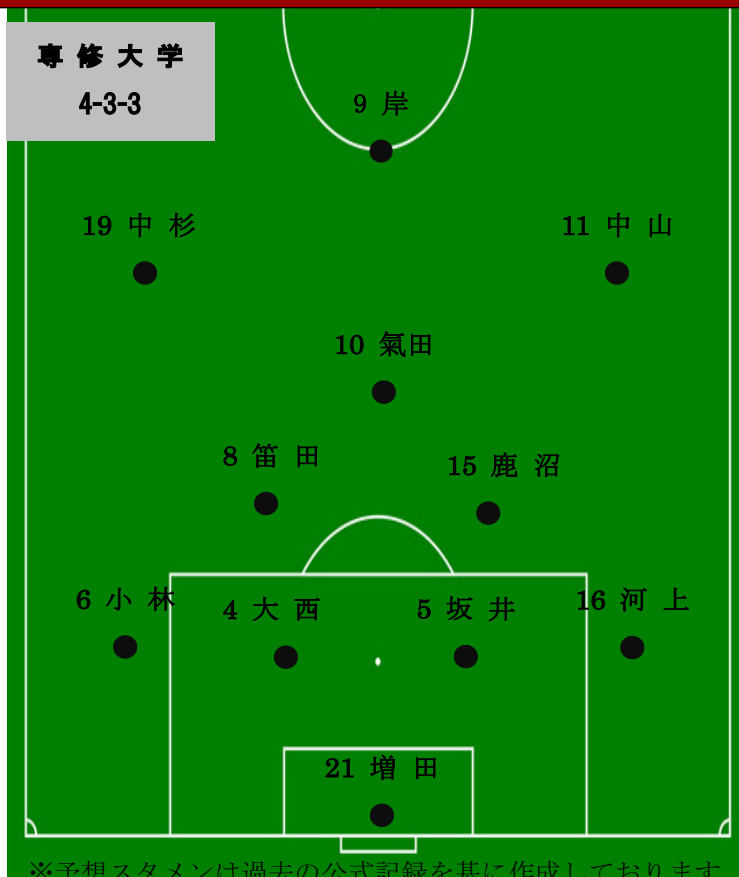 専修大学
4-3-3
9 岸
19 中 杉
11 中 山
10 氣田
8 笛 田
15 鹿 沼
6 小 林
4 大 西
5 坂 井
16 河 上
21 増 田
※予想スタメンは過去の公式記録を基に作成しております